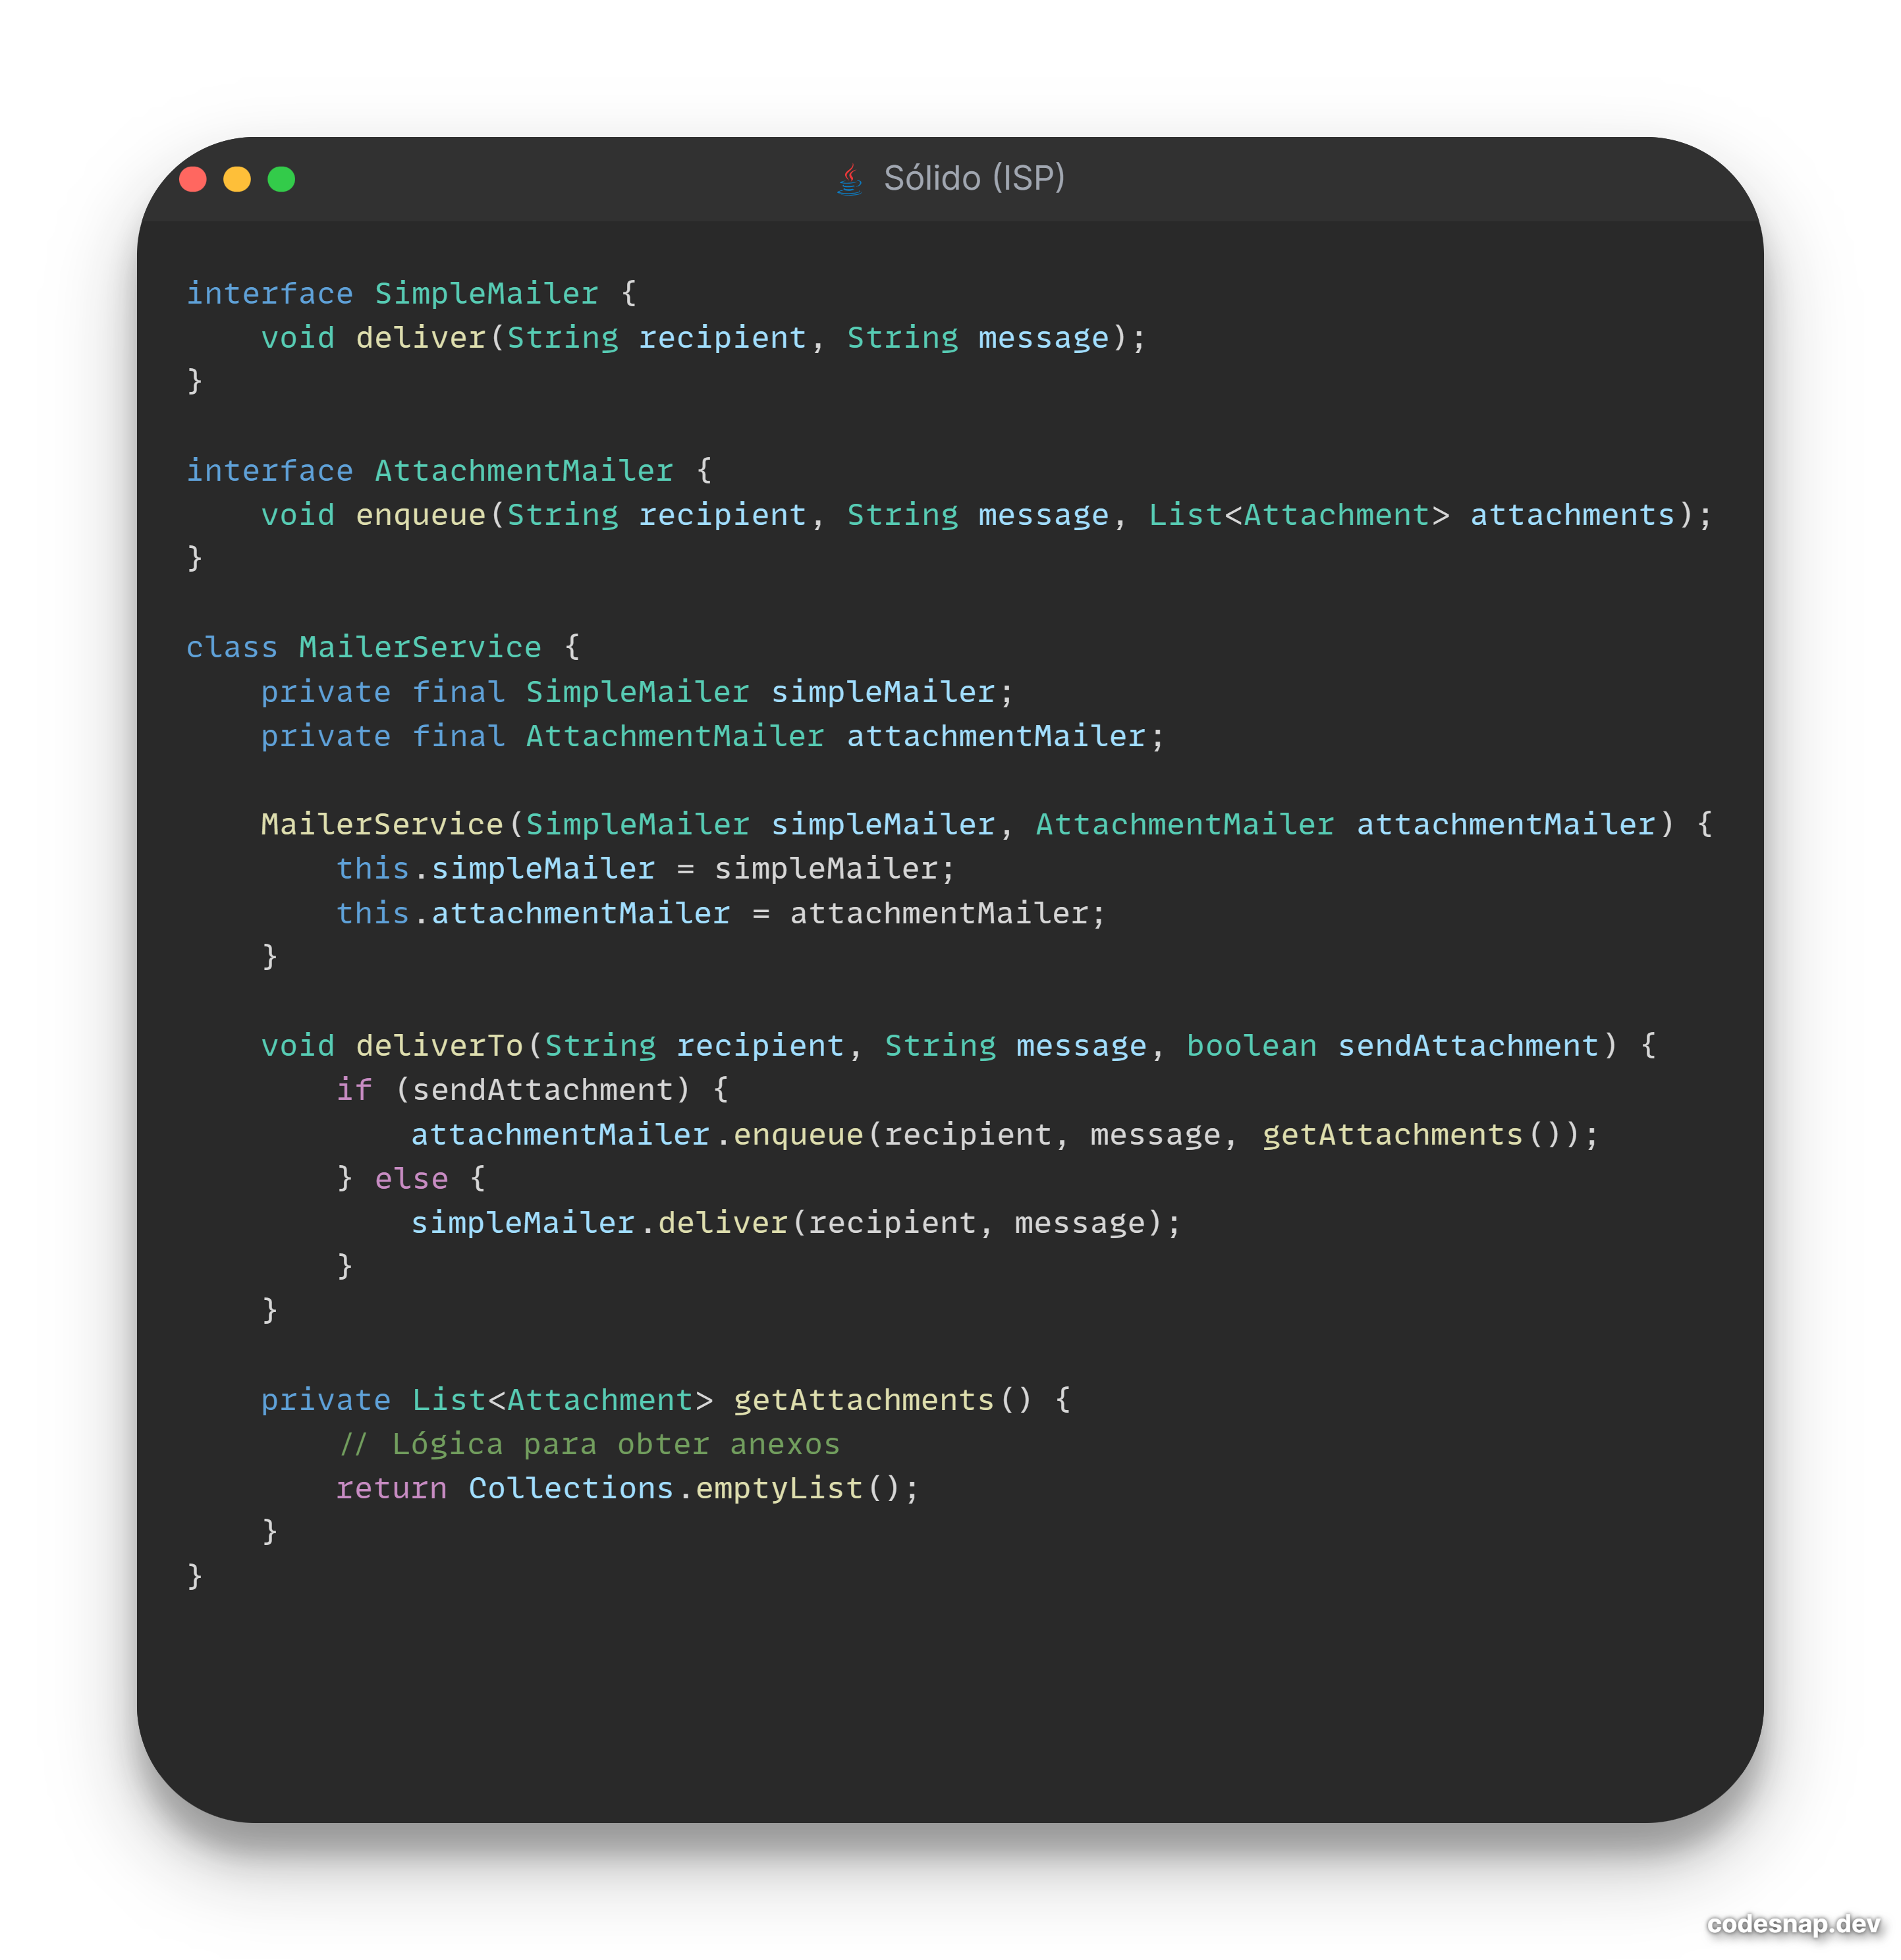 Sólido (ISP)
interface SimpleMailer {
    void deliver(String recipient, String message);
}
interface AttachmentMailer {
    void enqueue(String recipient, String message, List<Attachment> attachments);
}
class MailerService {
    private final SimpleMailer simpleMailer;
    private final AttachmentMailer attachmentMailer;
    MailerService(SimpleMailer simpleMailer, AttachmentMailer attachmentMailer) {
        this.simpleMailer = simpleMailer;
        this.attachmentMailer = attachmentMailer;
    }
    void deliverTo(String recipient, String message, boolean sendAttachment) {
        if (sendAttachment) {
            attachmentMailer.enqueue(recipient, message, getAttachments());
        } else {
            simpleMailer.deliver(recipient, message);
        }
    }
    private List<Attachment> getAttachments() {
        // Lógica para obter anexos
        return Collections.emptyList();
    }
}
codesnap.dev